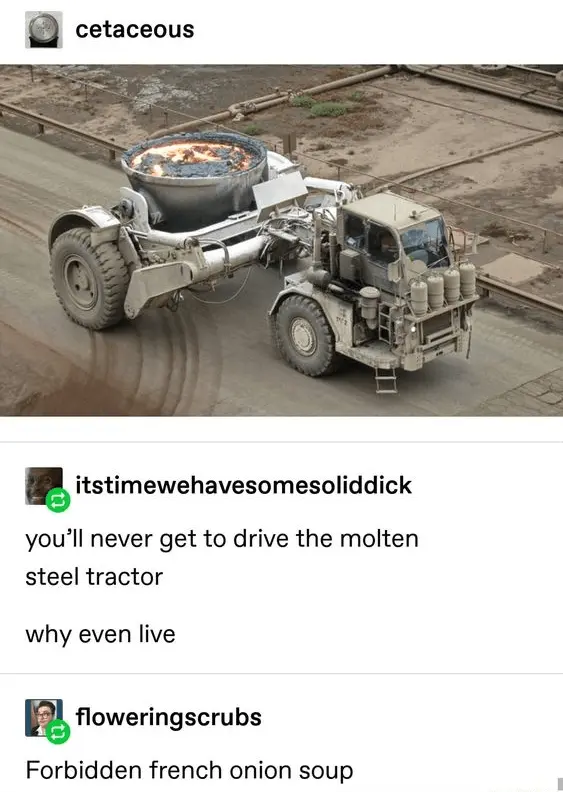 cetaceous
itstimewehavesomesoliddick
you’ll never get to drive the molten
steel tractor
why even live
floweringscrubs
Forbidden french onion soup